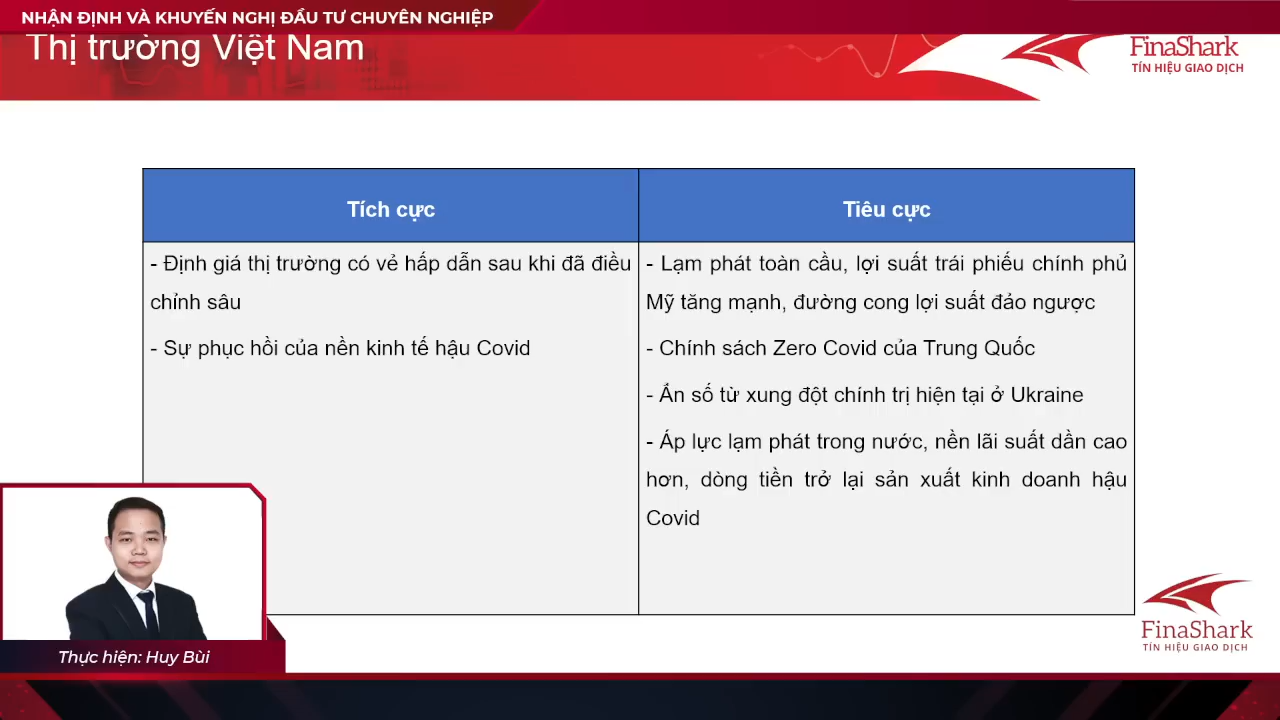 NHẬN ĐỊNH VÀ KHUYẾN NGHỊ ĐẦU TƯ CHUYÊN NGHIỆP
Thị trường Việt Nam
FinaShark
TÍN HIỆU GIAO DỊCH
Tích cực
Tiêu cực
- Định giá thị trường có vẻ hấp dẫn sau khi đã điều
chỉnh sâu
- Sự phục hồi của nền kinh tế hậu Covid
- Lạm phát toàn cầu, lợi suất trái phiếu chính phủ
Mỹ tăng mạnh, đường cong lợi suất đảo ngược
- Chính sách Zero Covid của Trung Quốc
- Ẩn số từ xung đột chính trị hiện tại ở Ukraine
- Áp lực lạm phát trong nước, nền lãi suất dần cao
hơn, dòng tiền trở lại sản xuất kinh doanh hậu
Covid
FinaShark
TÍN HIỆU GIAO DỊCH
Thực hiện: Huy Bùi